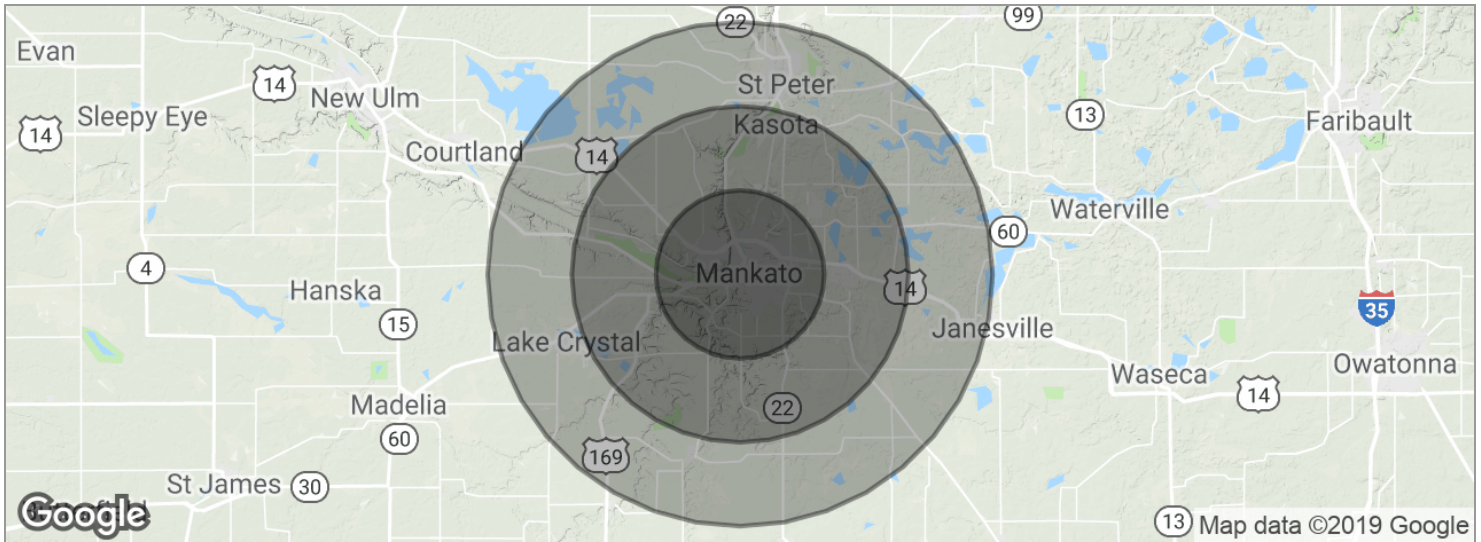 22
99
Evan
14
St Peter
New Ulm
13
Sleepy Eye
Kasota
Faribault
14
Courtland
14
Waterville
60
4
Mankato
14
Hanska
35
15
Janesville
Lake Crystal
Owatonna
Waseca
14
Madelia
22
60
169
St James
30
Google
13
Map data ©2019 Google